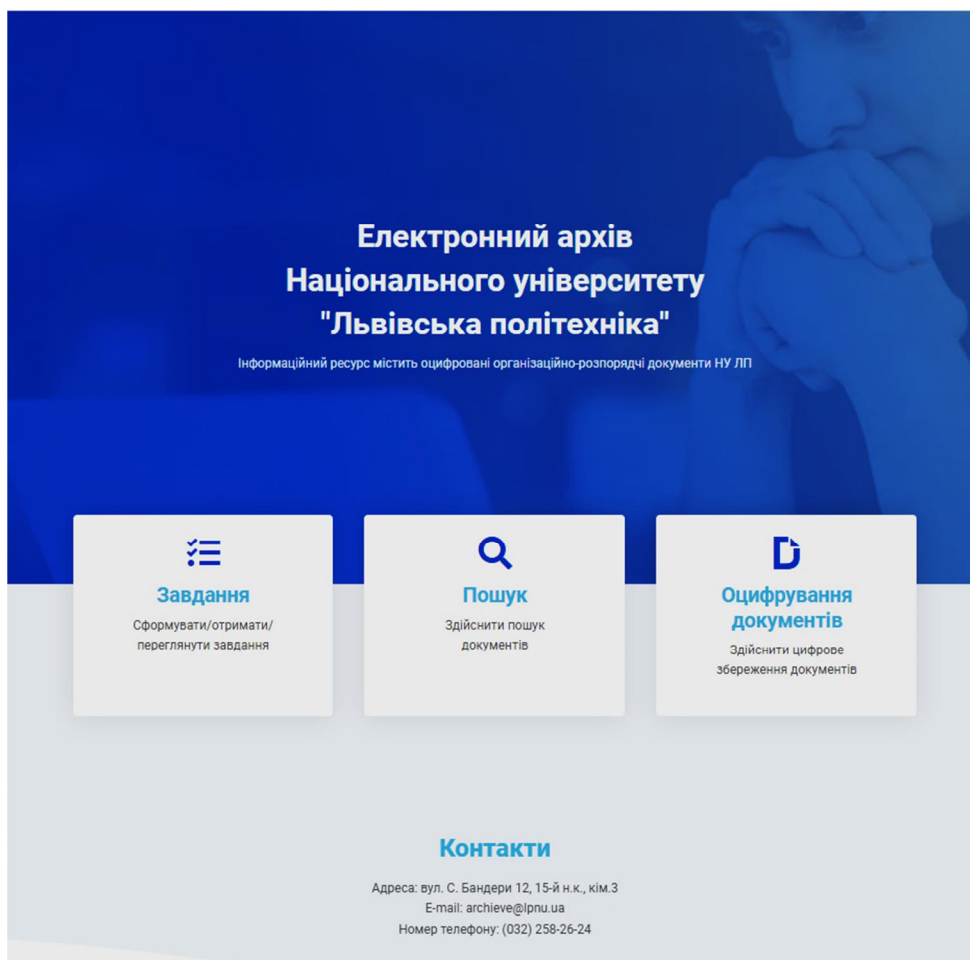 Електронний архів
Національного університету
"Львівська політехніка"
Інформаційний ресурс містить оцифровані організаційно-розпорядчі документи НУ ЛП
Завдання
Сформувати/отримати/
переглянути завдання
Пошук
Здійснити пошук
документів
Оцифрування
документів
Здійснити цифрове
збереження документів
Контакти
Адреса: вул. С. Бандери 12, 15-й н.к., кім.3
E-mail: archieve@lpnu.ua
Номер телефону: (032) 258-26-24